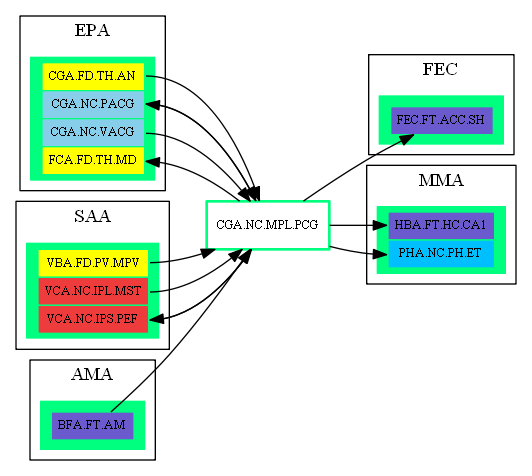 EPA
CGA.FD.TH.AN
CGA.NC.PACG
CGA.NC.VACG
FCA.FD.TH.MD
SAA
VBA.FD.PV.MPV
VCA.NC.IPL.MST
VCA.NC.IPS.PEF
AMA
BFA.FT.AM
CGA.NC.MPL.PCG
FEC
FEC.FT.ACC.SH
MMA
HBA.FT.HC.CA1
PHA.NC.PH.ET